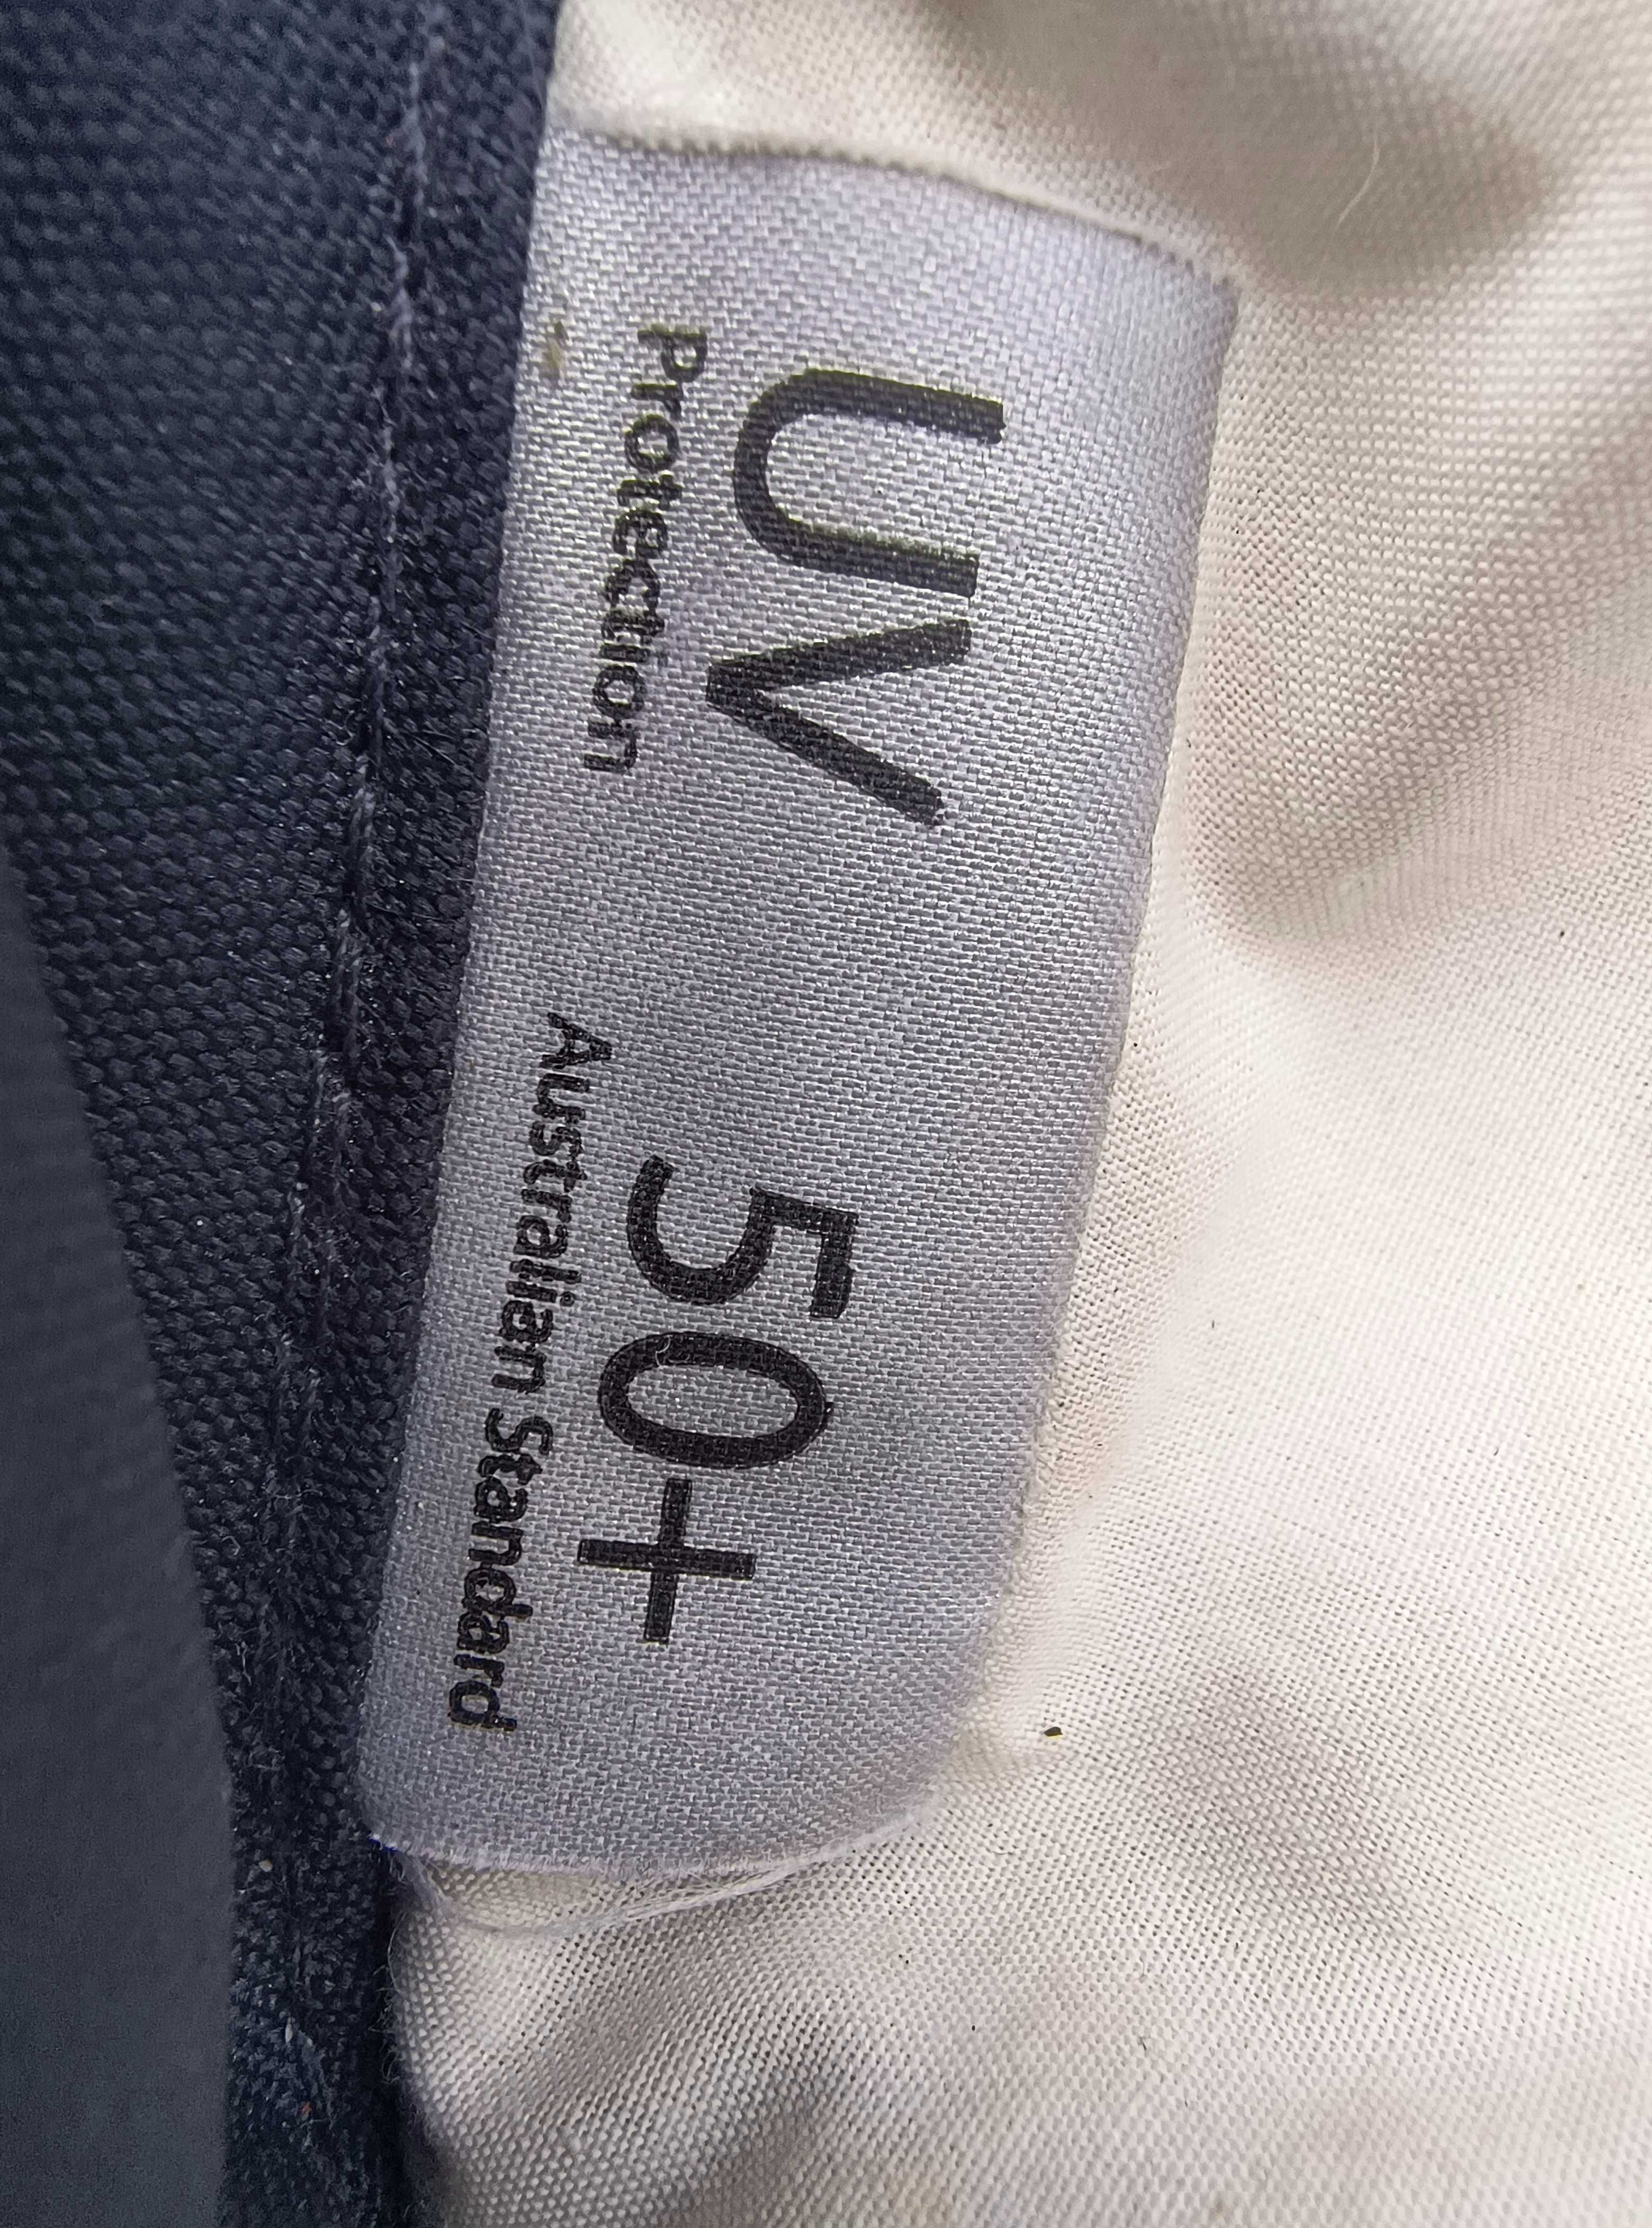 UV 50+
Protection Australian Standard